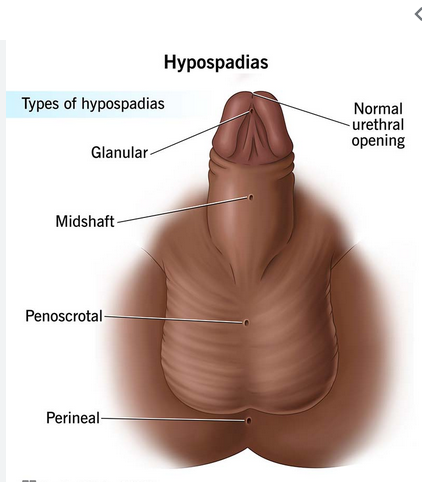 Hypospadias
Types of hypospadias
Normal
urethral
opening
Glanular
Midshaft
Penoscrotal
Perineal